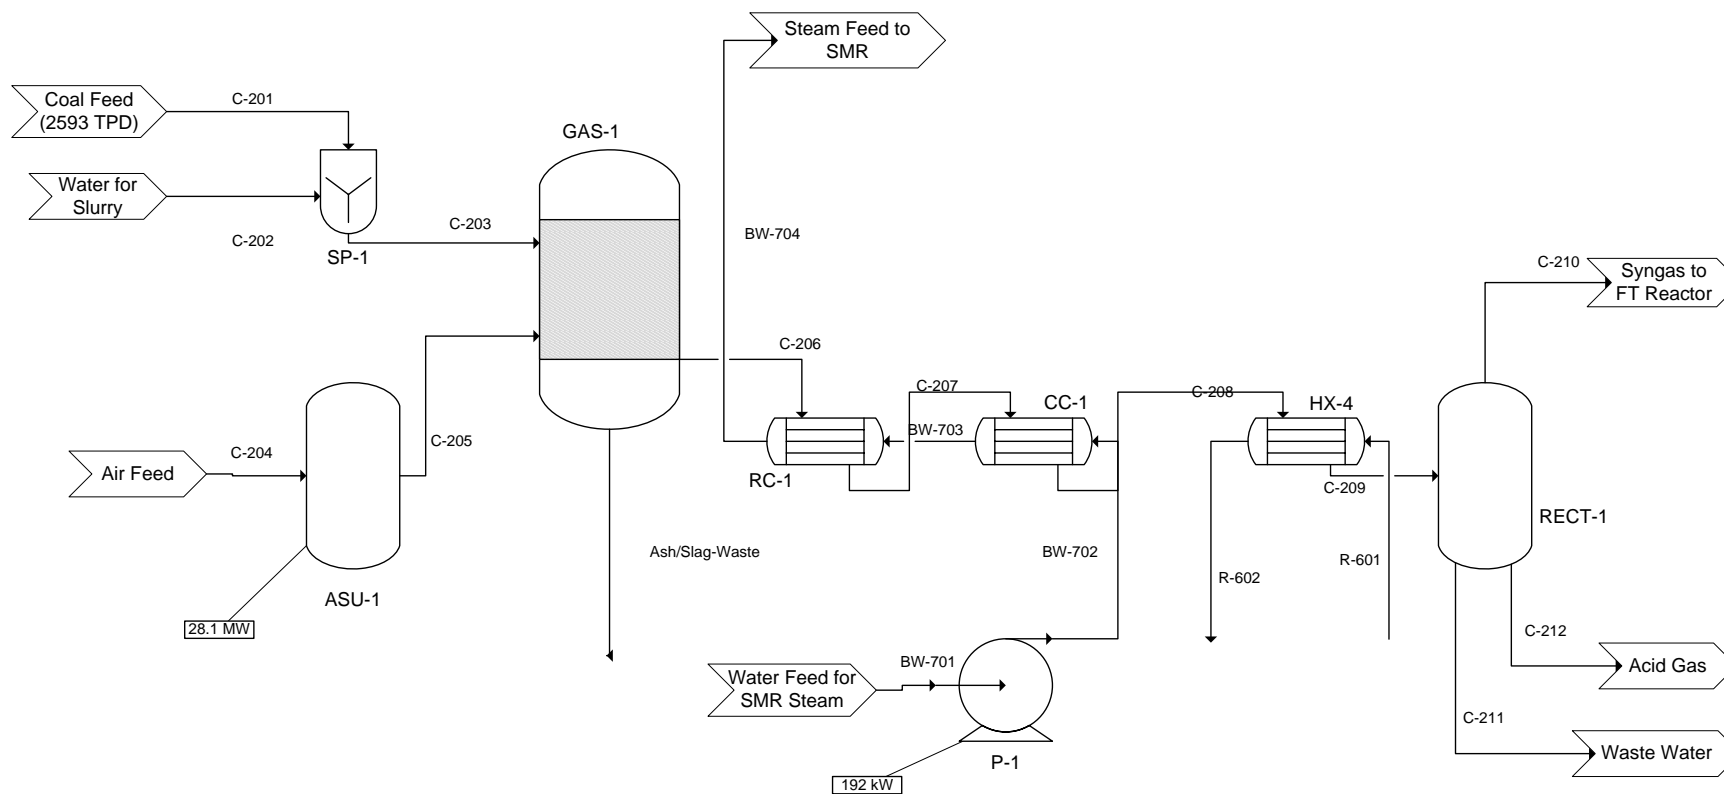 Steam Feed to
SMR
Coal Feed
(2593 TPD)
C-201
GAS-1
Water for
Slurry
C-202
SP-1
C-203
BW-704
C-210
Syngas to
FT Reactor
C-206
C-207
CC-1
C-208
HX-4
BW-703
RC-1
Air Feed
C-204
C-205
C-209
RECT-1
Ash/Slag-Waste
BW-702
R-602
R-601
ASU-1
28.1 MW
C-212
Acid Gas
Water Feed for
SMR Steam
BW-701
C-211
Waste Water
P-1
192 kW